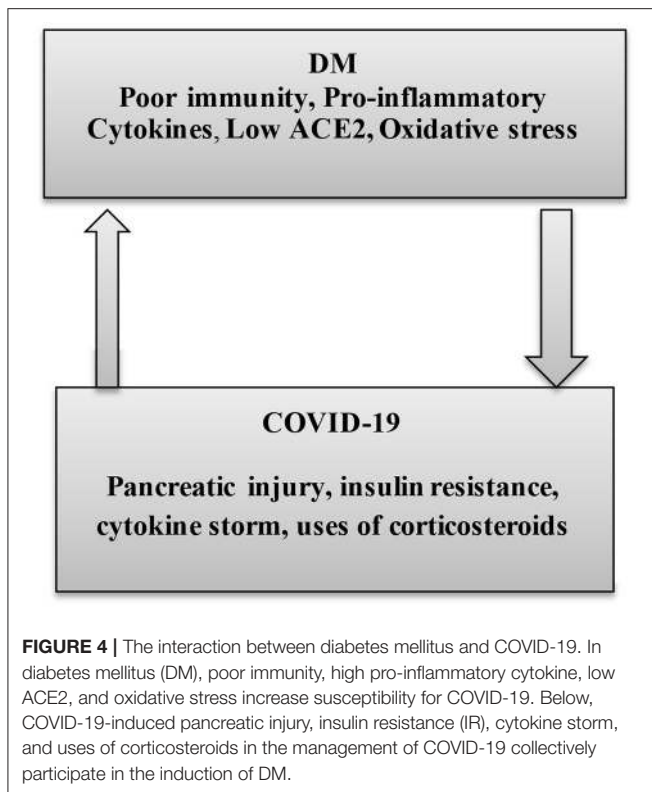 DM
Poor immunity, Pro-inflammatory
Cytokines, Low ACE2, Oxidative stress
COVID-19
Pancreatic injury, insulin resistance,
cytokine storm, uses of corticosteroids
FIGURE 4 | The interaction between diabetes mellitus and COVID-19. In
diabetes mellitus (DM), poor immunity, high pro-inflammatory cytokine, low
ACE2, and oxidative stress increase susceptibility for COVID-19. Below,
COVID-19-induced pancreatic injury, insulin resistance (IR), cytokine storm,
and uses of corticosteroids in the management of COVID-19 collectively
participate in the induction of DM.